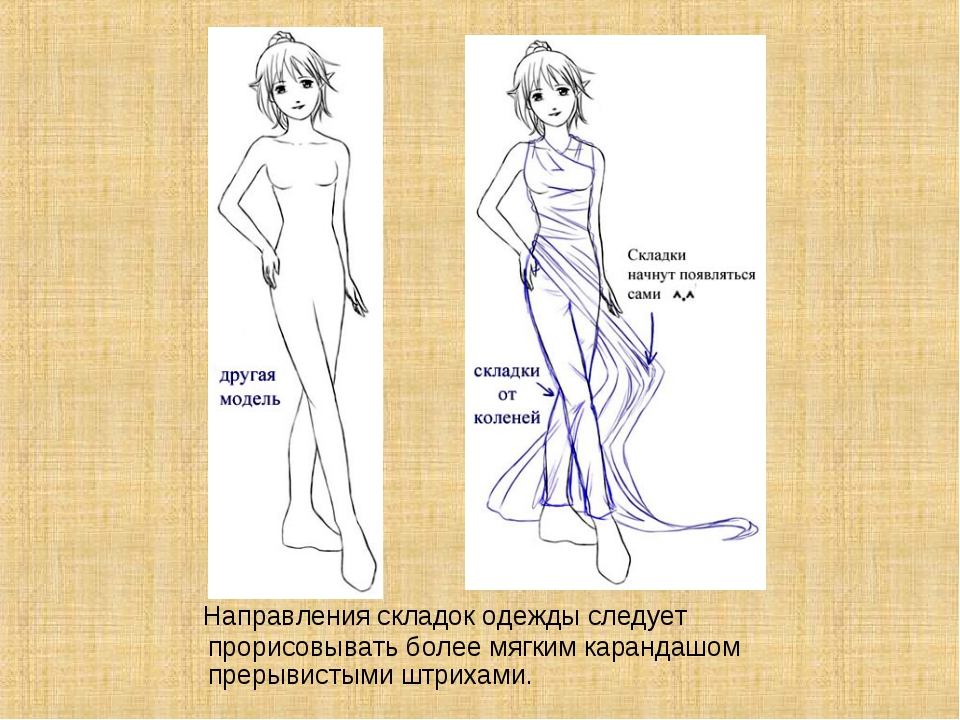 другая
модель
Складки
начнут появляться
сами ^.^
складки
от
коленей
Направления складок одежды следует
прорисовывать более мягким карандашом
прерывистыми штрихами.